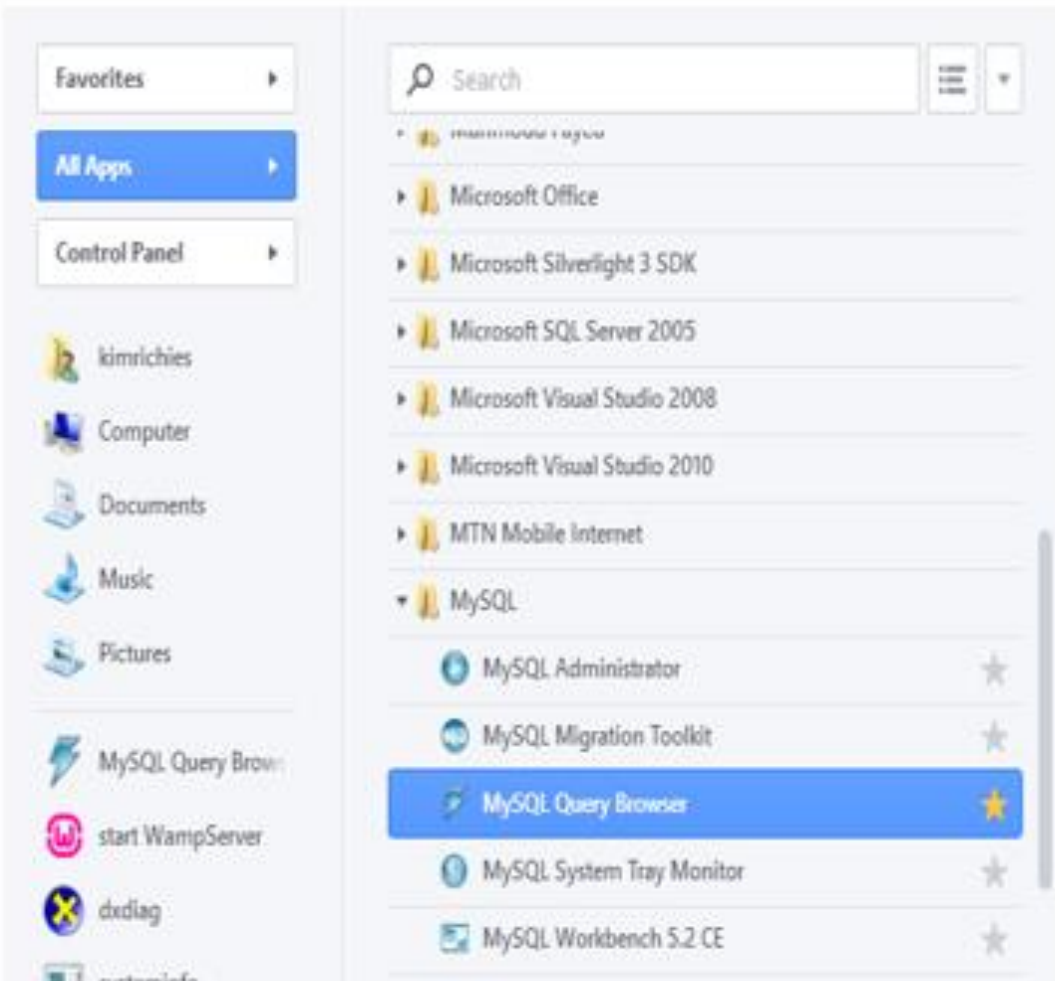 Favorites
All Apps
Control Panel
kimrichies
Computer
Documents
Music
Pictures
MySQL Query Brow
start WampServer
dxdiag
Search
Microsoft Office
Microsoft Silverlight 3 SDK
Microsoft SQL Server 2005
Microsoft Visual Studio 2008
Microsoft Visual Studio 2010
MTN Mobile Internet
MySQL
MySQL Administrator
MySQL Migration Toolkit
MySQL Query Browser
MySQL System Tray Monitor
MySQL Workbench 5.2 CE